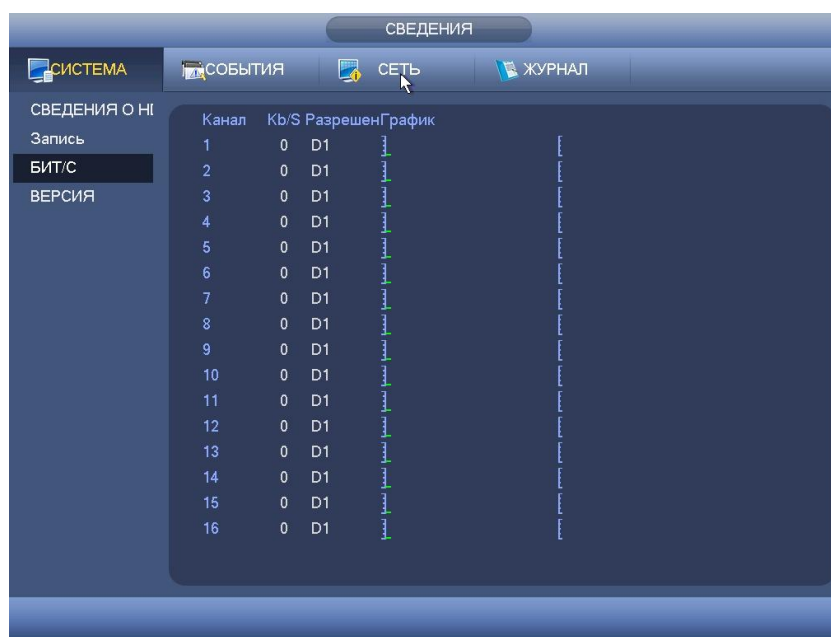 СВЕДЕНИЯ
СИСТЕМА СОБЫТИЯ СЕТЬ ЖУРНАЛ
СВЕДЕНИЯ О HI
Запись
БИТ/С
ВЕРСИЯ
Канал Kb/S РазрешенГрафик
1 0 D1
2 0 D1
3 0 D1
4 0 D1
5 0 D1
6 0 D1
7 0 D1
8 0 D1
9 0 D1
10 0 D1
11 0 D1
12 0 D1
13 0 D1
14 0 D1
15 0 D1
16 0 D1